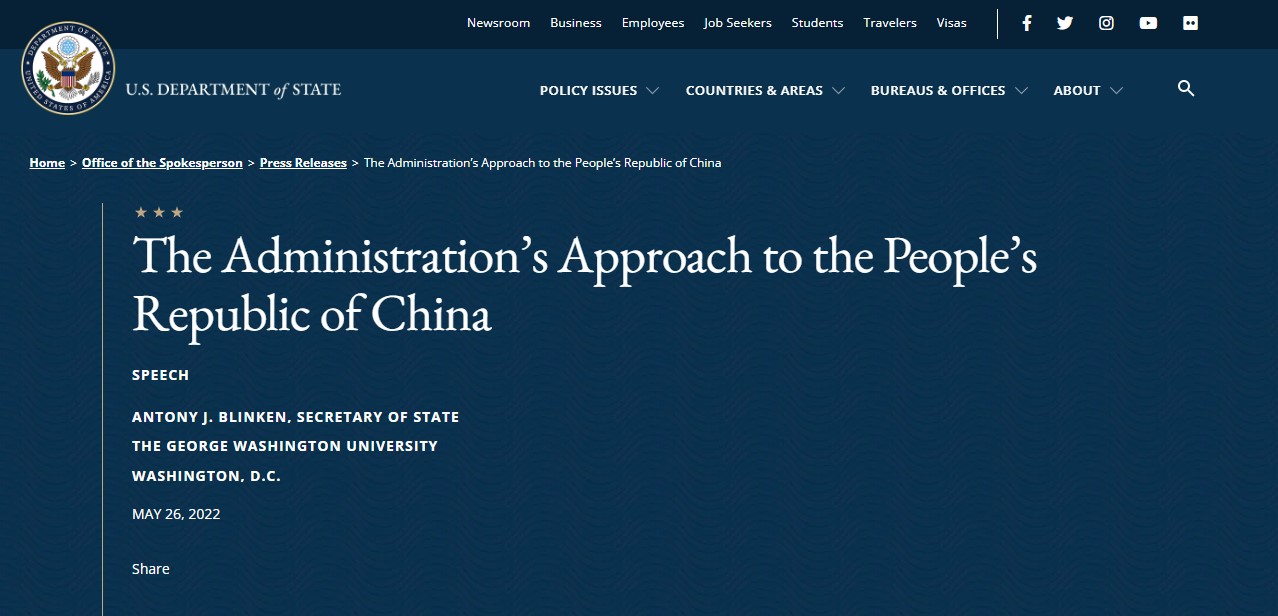 Newsroom Business Employees Job Seekers Students Travelers Visas
DEPARTMENT OF STATE
UNITED STATES OF AMERICA
U.S. DEPARTMENT of STATE
POLICY ISSUES COUNTRIES & AREAS BUREAUS & OFFICES ABOUT
Home > Office of the Spokesperson > Press Releases > The Administration’s Approach to the People’s Republic of China
The Administration’s Approach to the People’s
Republic of China
SPEECH
ANTONY J. BLINKEN, SECRETARY OF STATE
THE GEORGE WASHINGTON UNIVERSITY
WASHINGTON, D.C.
MAY 26, 2022
Share